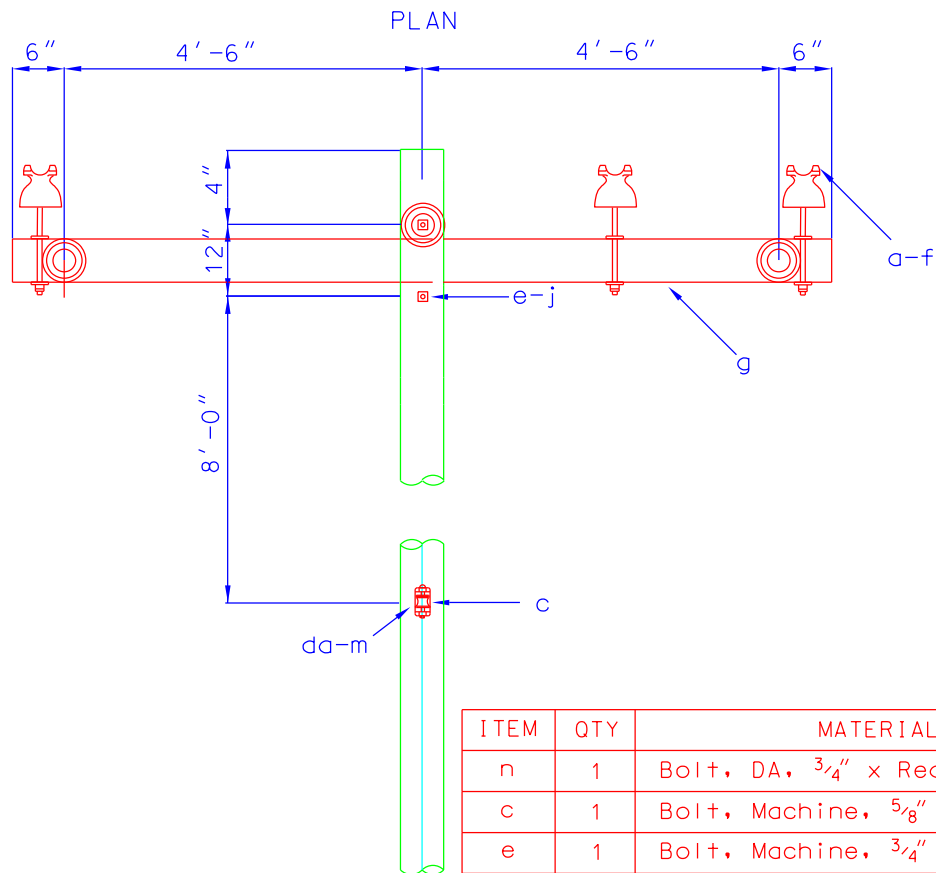 PLAN
6" 4'-6" 4'-6" 6"
4"
12"
a-f
e-j
g
8'-0"
c
da-m
ITEM QTY MATERIAL
n 1 Bolt, DA, 3/4" x
c 1 Bolt, Machine, 5/8"
e 1 Bolt, Machine, 3/4"